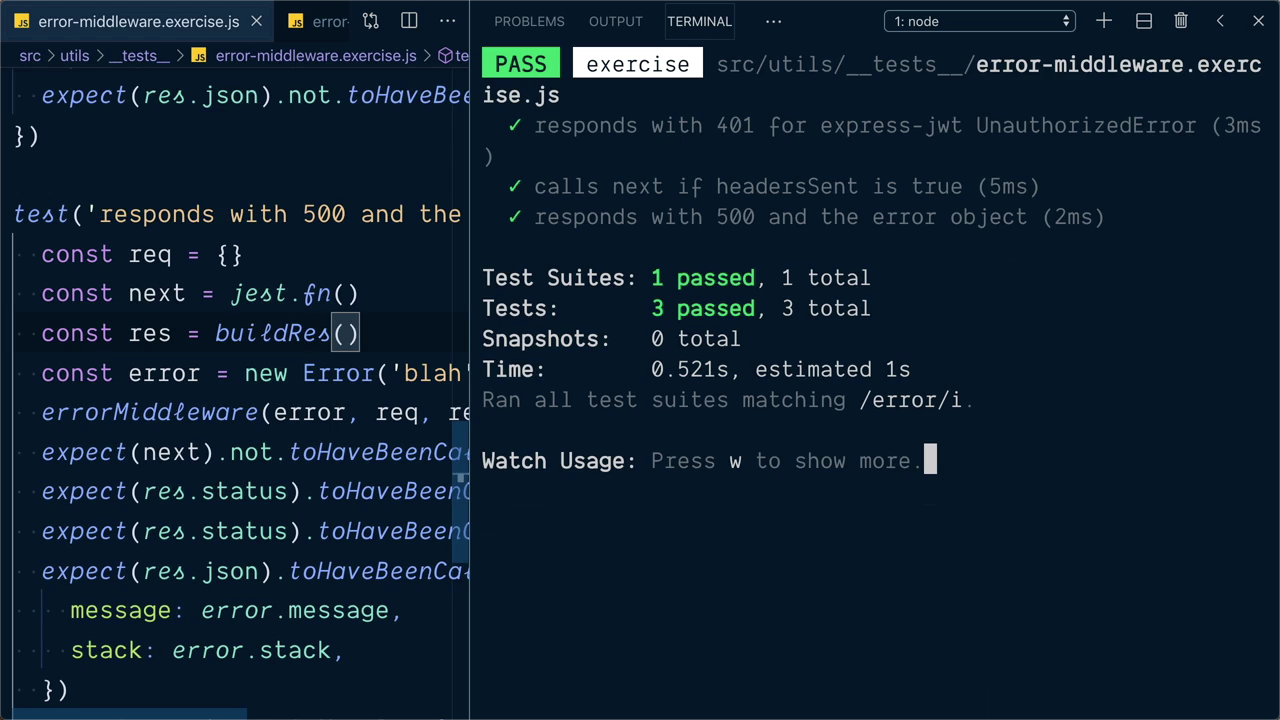 JS error-middleware.exercise.js
JS error-
PROBLEMS OUTPUT TERMINAL ···
1: node
src > utils > __tests__ > JS error-middleware.exercise.js > te
expect(res.json).not.toHaveBee
})
test('responds with 500 and the
const req = {}
const next = jest.fn()
const res = buildRes()
const error = new Error('blah'
errorMiddleware(error, req, re
expect(next).not.toHaveBeenCa
expect(res.status).toHaveBeen
expect(res.status).toHaveBeen
expect(res.json).toHaveBeenCa
message: error.message,
stack: error.stack,
})
PASS exercise src/utils/__tests__/error-middleware.exerc
ise.js
✓ responds with 401 for express-jwt UnauthorizedError (3ms
)
✓ calls next if headersSent is true (5ms)
✓ responds with 500 and the error object (2ms)
Test Suites: 1 passed, 1 total
Tests: 3 passed, 3 total
Snapshots: 0 total
Time: 0.521s, estimated 1s
Ran all test suites matching /error/i.
Watch Usage: Press w to show more.